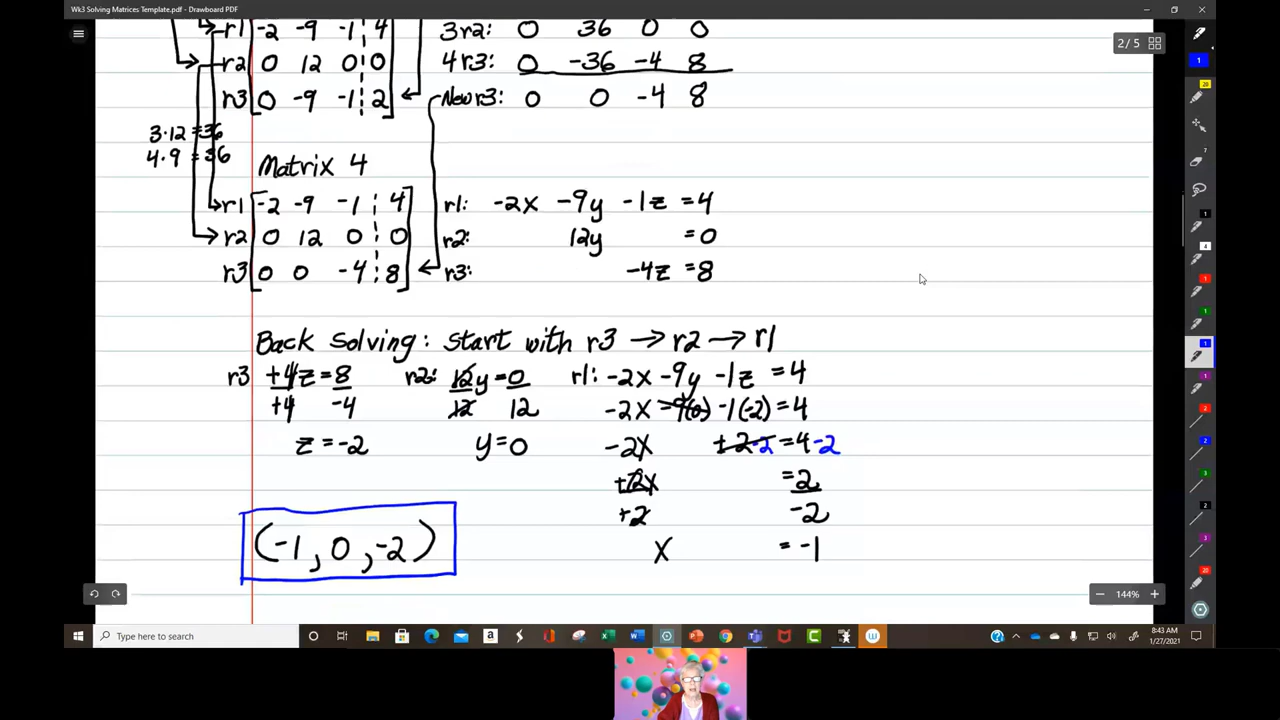 Wk3 Solving Matrices Template.pdf - Drawboard PDF
2/5
r1 -2 -9 -1 4
r2 0 12 0 0
r3 0 -9 -1 2
3r2: 0 36 0 0
4r3: 0 -36 -4 8
New r3: 0 0 -4 8
3·12 = 36
4·9 = 36
Matrix 4
r1 -2 -9 -1 4
r2 0 12 0 0
r3 0 0 -4 8
r1: -2x -9y -1z =4
r2: 12y =0
r3: -4z =8
Back Solving: start with r3 → r2 → r1
r3 -4z =8 r2: 12y =0 r1: -2x -9y -1z =4
-4 -4 12 12 -2x -9(0) -1(-2) =4
z = -2 y=0 -2x +2-2 =4-2
-2x =2
-2 -2
x = -1
(-1, 0, -2)
144%
Type here to search
8:43 AM
1/27/2021